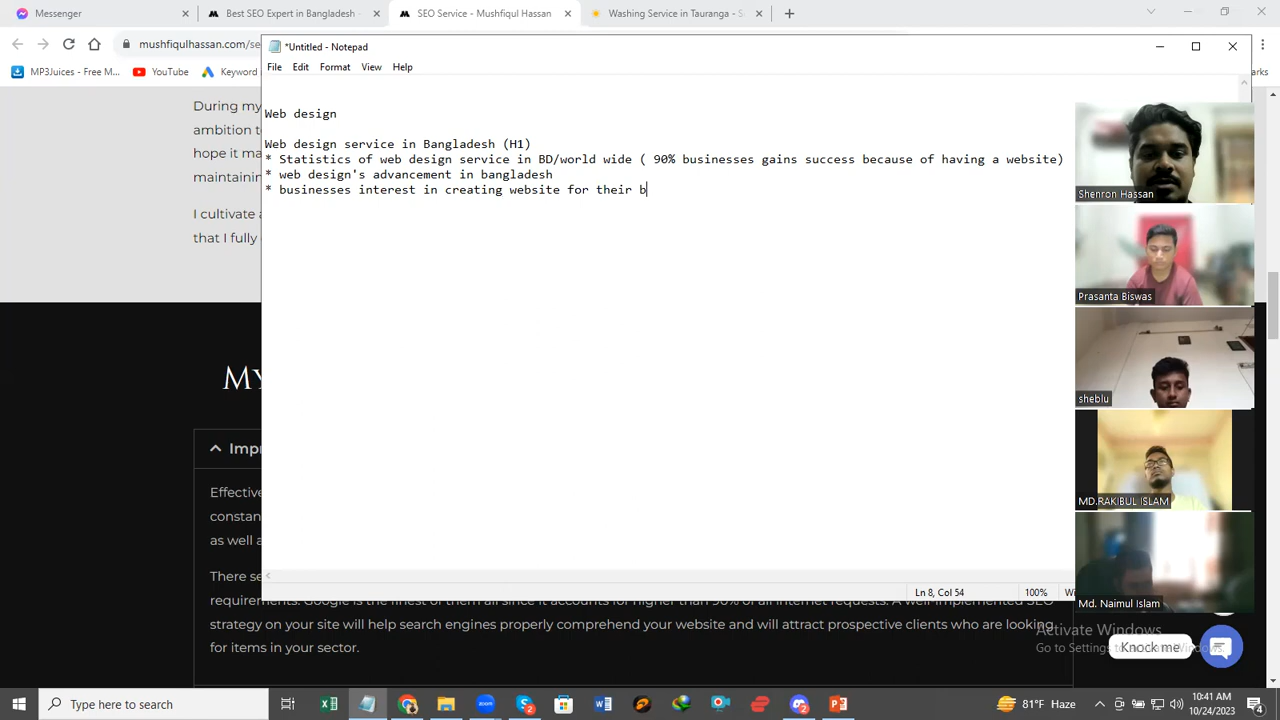 Messenger
Best SEO Expert in Bangladesh
SEO Service - Mushfiqul Hassan
Washing Service in Tauranga - S
mushfiqulhassan.com/se
*Untitled - Notepad
File Edit Format View Help
MP3Juices - Free M
YouTube
Keyword
arks
During my
ambition t
hope it ma
maintainin
I cultivate a
that I fully
Web design
Web design service in Bangladesh (H1)
* Statistics of web design service in BD/world wide ( 90% businesses gains success because of having a website)
* web design's advancement in bangladesh
* businesses interest in creating website for their b
Shenron Hassan
Prasanta Biswas
sheblu
MD.RAKIBUL ISLAM
Md. Naimul Islam
My
Impr
Effective
constan
as well a
There se
Ln 8, Col 54
100%
Wi
requirements. Google is the finest of them all since it accounts for higher than 90% of all internet requests. A well-implemented SEO
strategy on your site will help search engines properly comprehend your website and will attract prospective clients who are looking
for items in your sector.
Activate Windows
Go to Settings to activate Windows.
Knock me
Type here to search
81°F Haze
10:41 AM
10/24/2023
4